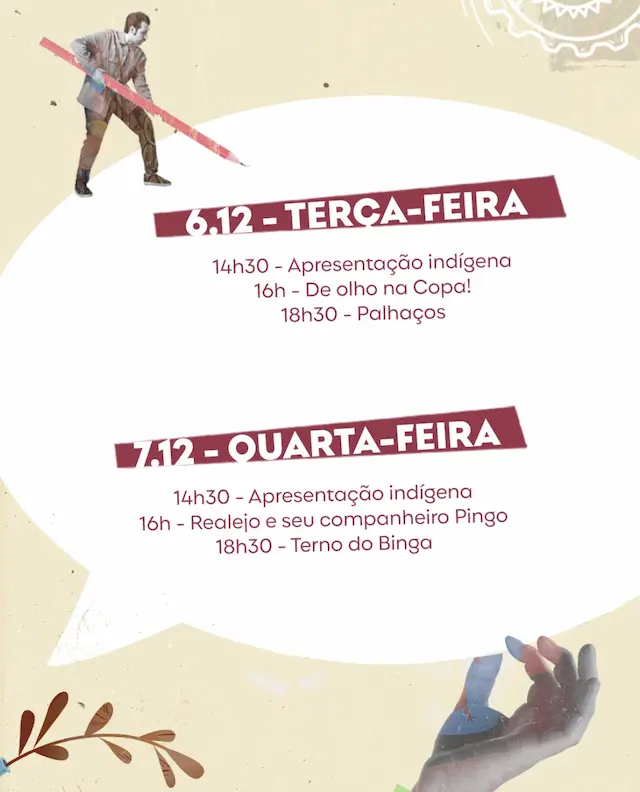 6.12 - TERÇA-FEIRA
14h30 - Apresentação indígena
16h - De olho na Copa!
18h30 - Palhaços
7.12 - QUARTA-FEIRA
14h30 - Apresentação indígena
16h - Realejo e seu companheiro Pingo
18h30 - Terno do Binga